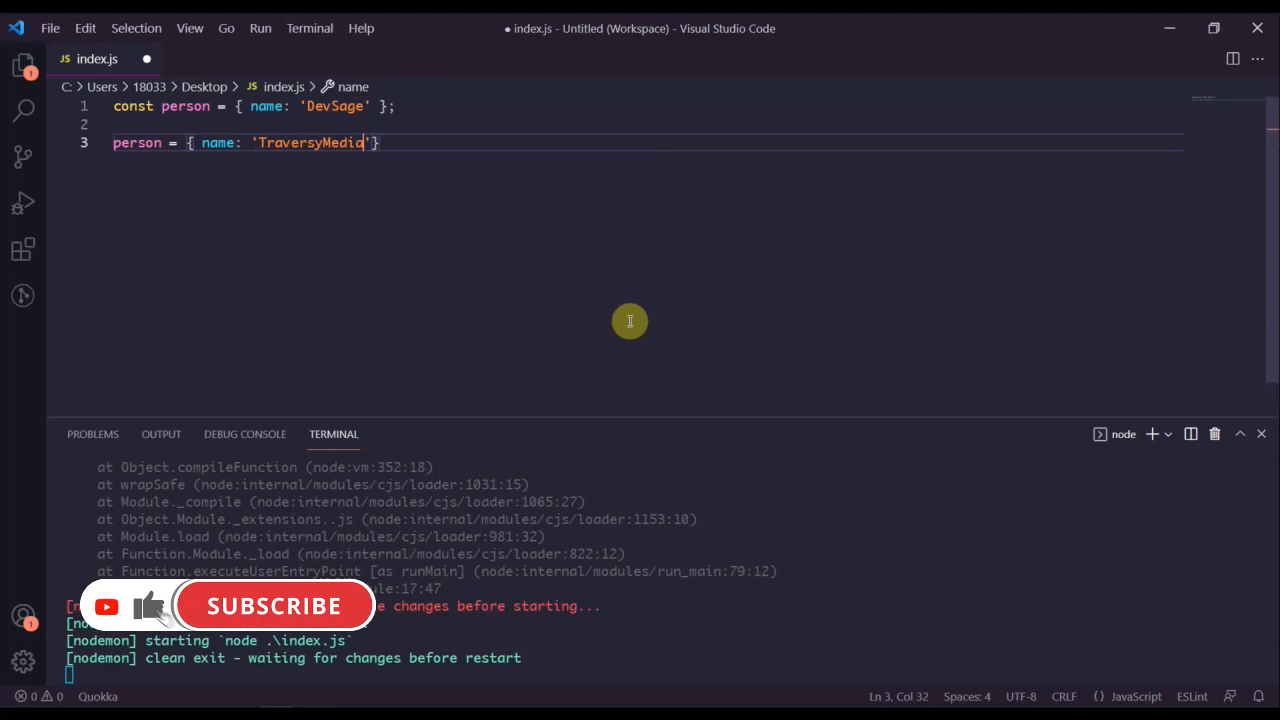 File Edit Selection View Go Run Terminal Help
● index.js - Untitled (Workspace) - Visual Studio Code
JS index.js
C: > Users > 18033 > Desktop > JS index.js > name
1 const person = { name: 'DevSage' };
2
3 person = { name: 'TraversyMedia'}
PROBLEMS OUTPUT DEBUG CONSOLE TERMINAL
node
at Object.compileFunction (node:vm:352:18)
at wrapSafe (node:internal/modules/cjs/loader:1031:15)
at Module._compile (node:internal/modules/cjs/loader:1065:27)
at Object.Module._extensions..js (node:internal/modules/cjs/loader:1153:10)
at Module.load (node:internal/modules/cjs/loader:981:32)
at Function.Module._load (node:internal/modules/cjs/loader:822:12)
at Function.executeUserEntryPoint [as runMain] (node:internal/modules/run_main:79:12)
ule:17:47
[n e changes before starting...
SUBSCRIBE
[no
[nodemon] starting `node .\index.js`
[nodemon] clean exit - waiting for changes before restart
1
0 0 Quokka
Ln 3, Col 32 Spaces: 4 UTF-8 CRLF {} JavaScript ESLint